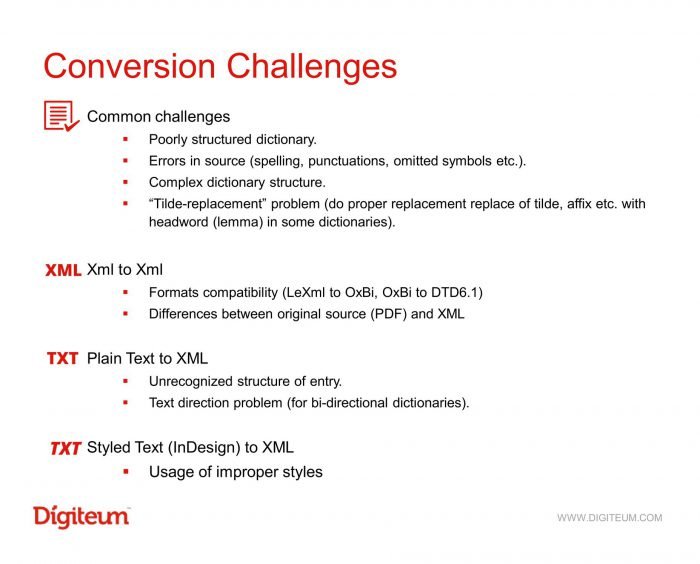 Conversion Challenges
Common challenges
▪ Poorly structured dictionary.
▪ Errors in source (spelling, punctuations, omitted symbols etc.).
▪ Complex dictionary structure.
▪ “Tilde-replacement” problem (do proper replacement replace of tilde, affix etc. with
headword (lemma) in some dictionaries).
XML Xml to Xml
▪ Formats compatibility (LeXml to OxBi, OxBi to DTD6.1)
▪ Differences between original source (PDF) and XML
TXT Plain Text to XML
▪ Unrecognized structure of entry.
▪ Text direction problem (for bi-directional dictionaries).
TXT Styled Text (InDesign) to XML
▪ Usage of improper styles
Digiteum™
WWW.DIGITEUM.COM